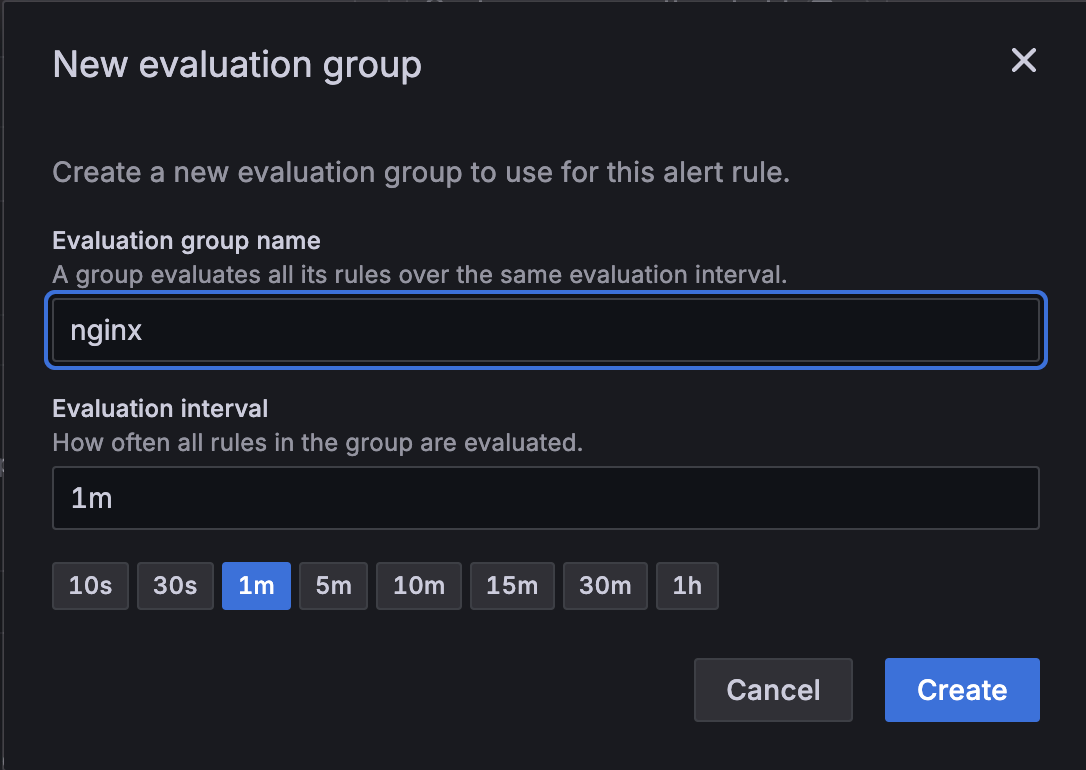 New evaluation group
Create a new evaluation group to use for this alert rule.
Evaluation group name
A group evaluates all its rules over the same evaluation interval.
nginx
Evaluation interval
How often all rules in the group are evaluated.
1m
10s 30s 1m 5m 10m 15m 30m 1h
Cancel Create